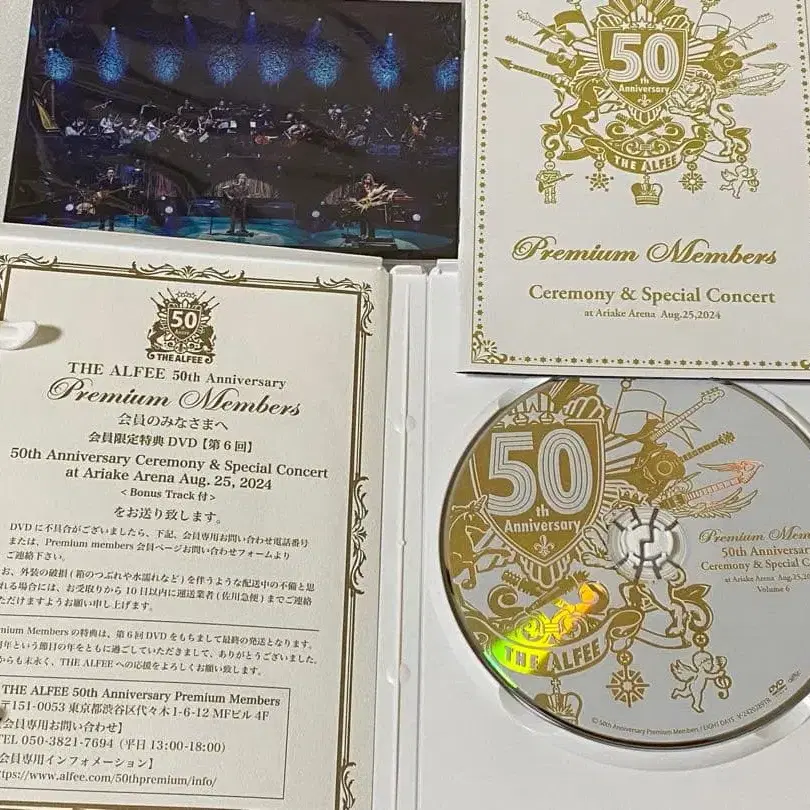 50
th
Anniversary
THE ALFEE
Premium Members
Ceremony & Special Concert
at Ariake Arena Aug.25,2024
50
THE ALFEE
THE ALFEE 50th Anniversary
Premium Members
会員のみなさまへ
会員限定特典 DVD【第6回】
50th Anniversary Ceremony & Special Concert
at Ariake Arena Aug. 25, 2024
<Bonus Track 付>
をお送り致します。
DVD に不具合がございましたら、下記、会員専用お問い合わせ電話番号
または、Premium members 会員ページお問い合わせフォームより
ご連絡下さい。
お、外装の破損 (箱のつぶれや水濡れなど) を伴うような配送中の不備と思
れる場合には、お受取りから 10 日以内に運送業者 (佐川急便) までご連絡
ただけますようお願い申し上げます。
mium Members の特典は、第 6 回 DVD をもちまして最終の発送となります。
年という節目の年をともに過ごしていただきまして、ありがとうございました。
からも末永く、THE ALFEE への応援をよろしくお願い致します。
THE ALFEE 50th Anniversary Premium Members
〒151-0053 東京都渋谷区代々木 1-6-12 MFビル 4F
会員専用お問い合わせ】
TEL 050-3821-7694 (平日 13:00-18:00)
会員専用インフォメーション】
ttps://www.alfee.com/50thpremium/info/
50
th
Anniversary
THE ALFEE
Premium Mem
50th Anniversa
Ceremony & Special Co
at Ariake Arena Aug.25,20
Volume 6
DVD
© 50th Anniversary Premium Members / EIGHT DAYS